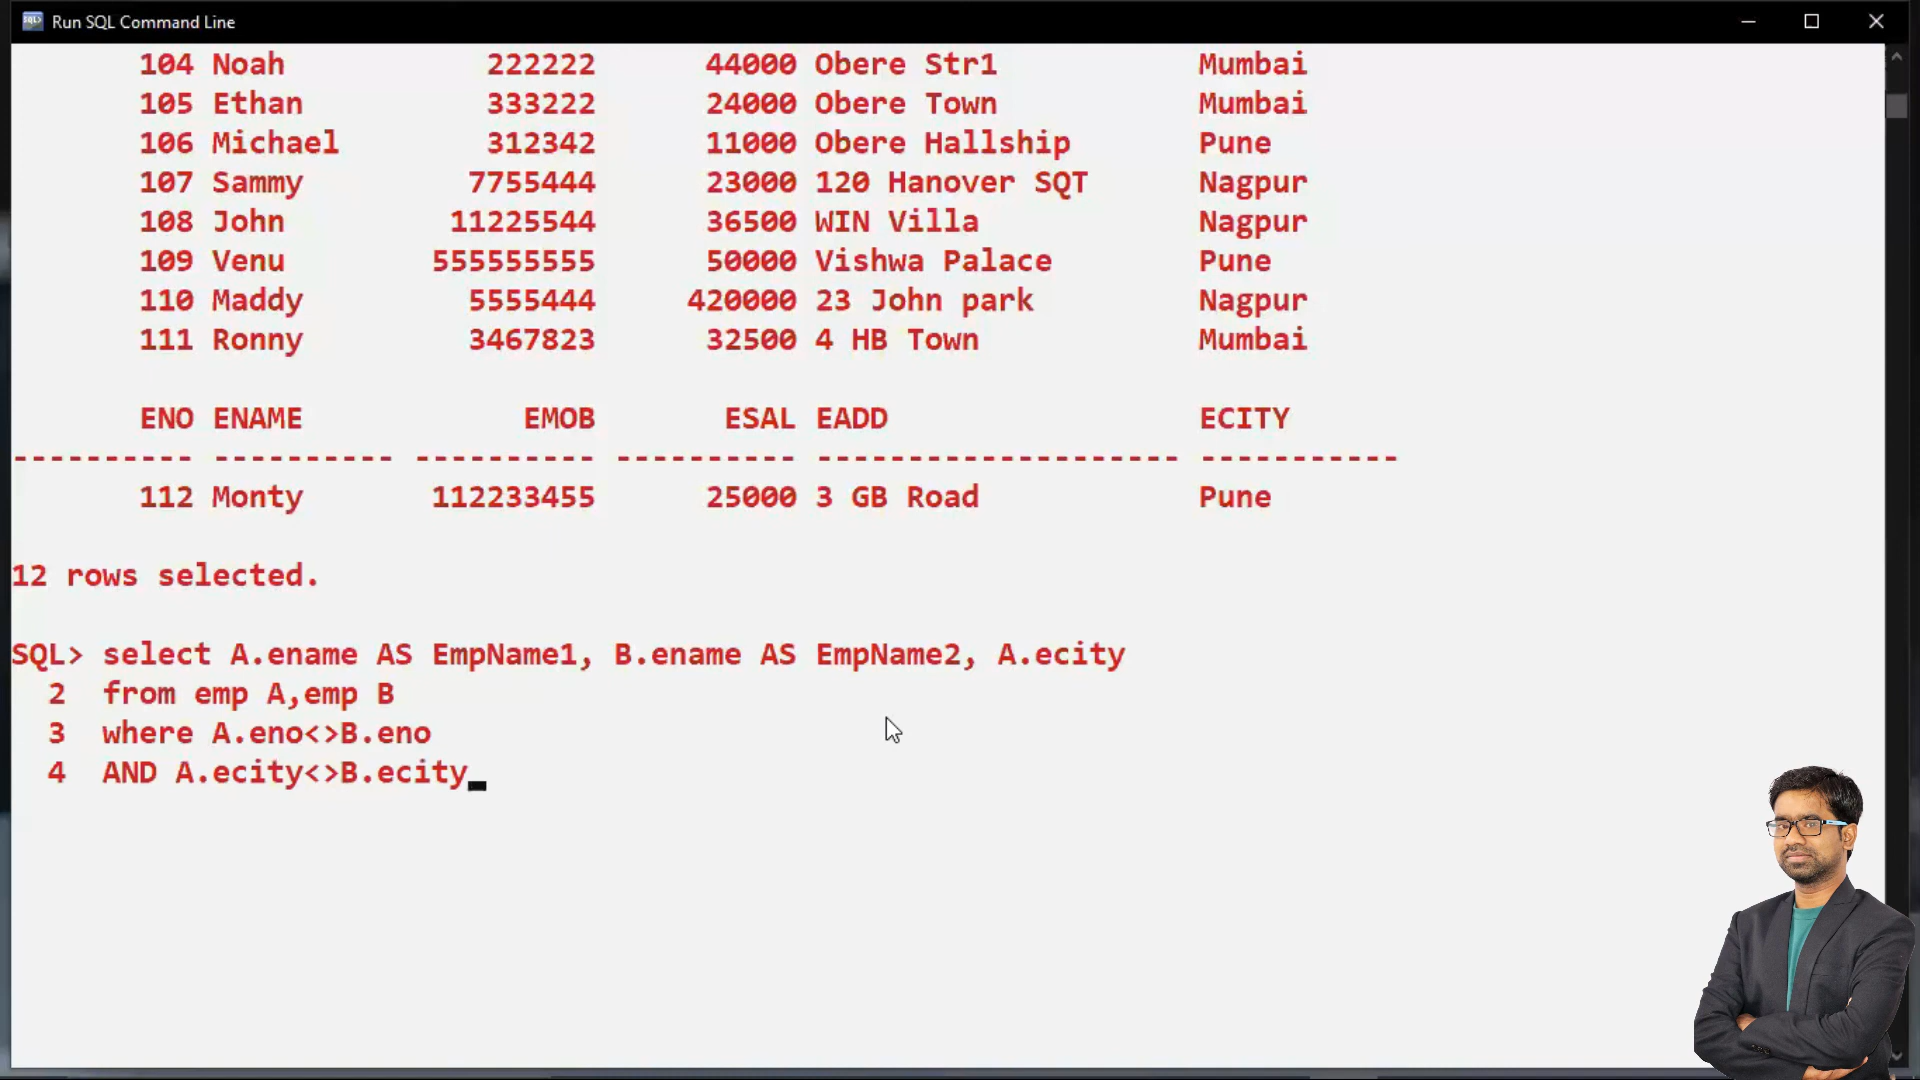 Run SQL Command Line
104 Noah 222222 44000 Obere Str1 Mumbai
105 Ethan 333222 24000 Obere Town Mumbai
106 Michael 312342 11000 Obere Hallship Pune
107 Sammy 7755444 23000 120 Hanover SQT Nagpur
108 John 11225544 36500 WIN Villa Nagpur
109 Venu 555555555 50000 Vishwa Palace Pune
110 Maddy 5555444 420000 23 John park Nagpur
111 Ronny 3467823 32500 4 HB Town Mumbai
ENO ENAME EMOB ESAL EADD ECITY
---------- ---------- ---------- ---------- -------------------- -----------
112 Monty 112233455 25000 3 GB Road Pune
12 rows selected.
SQL> select A.ename AS EmpName1, B.ename AS EmpName2, A.ecity
2 from emp A,emp B
3 where A.eno<>B.eno
4 AND A.ecity<>B.ecity